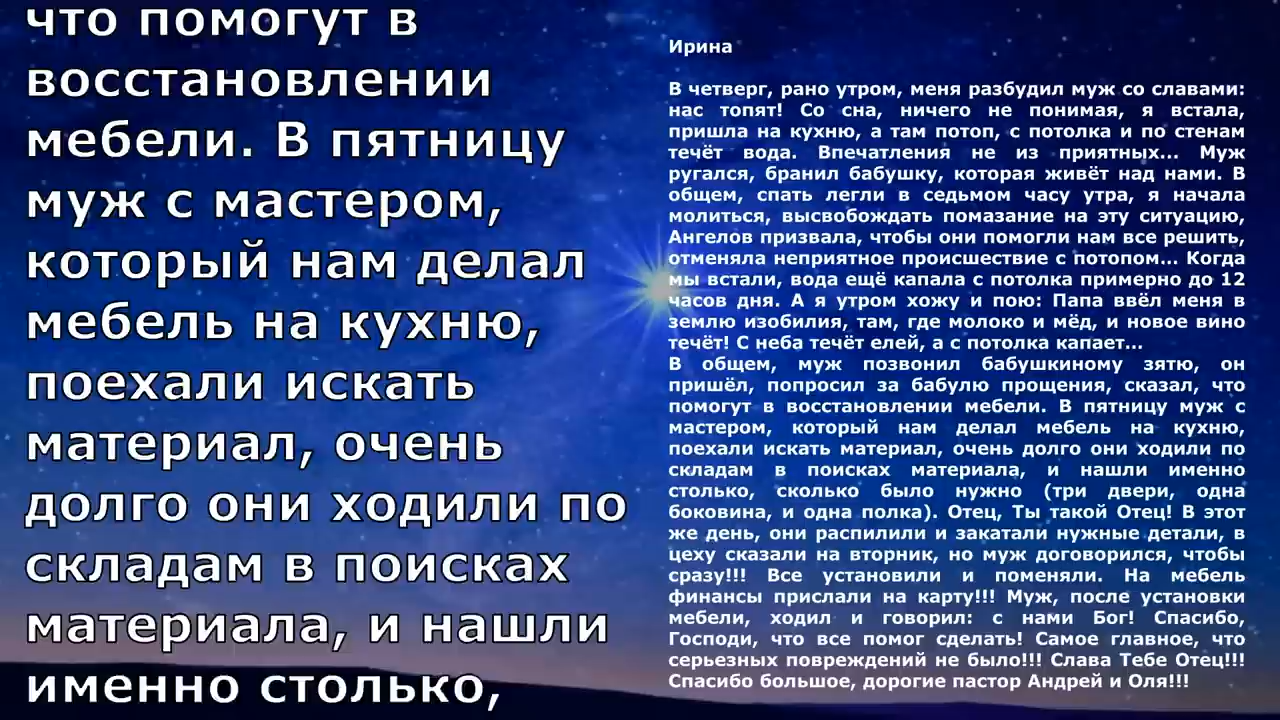 что помогут в
восстановлении
мебели. В пятницу
муж с мастером,
который нам делал
мебель на кухню,
поехали искать
материал, очень
долго они ходили по
складам в поисках
материала, и нашли
именно столько,
Ирина
В четверг, рано утром, меня разбудил муж со славами:
нас топят! Со сна, ничего не понимая, я встала,
пришла на кухню, а там потоп, с потолка и по стенам
течёт вода. Впечатления не из приятных... Муж
ругался, бранил бабушку, которая живёт над нами. В
общем, спать легли в седьмом часу утра, я начала
молиться, высвобождать помазание на эту ситуацию,
Ангелов призвала, чтобы они помогли нам все решить,
отменяла неприятное происшествие с потопом... Когда
мы встали, вода ещё капала с потолка примерно до 12
часов дня. А я утром хожу и пою: Папа ввёл меня в
землю изобилия, там, где молоко и мёд, и новое вино
течёт! С неба течёт елей, а с потолка капает...
В общем, муж позвонил бабушкиному зятю, он
пришёл, попросил за бабулю прощения, сказал, что
помогут в восстановлении мебели. В пятницу муж с
мастером, который нам делал мебель на кухню,
поехали искать материал, очень долго они ходили по
складам в поисках материала, и нашли именно
столько, сколько было нужно (три двери, одна
боковина, и одна полка). Отец, Ты такой Отец! В этот
же день, они распилили и закатали нужные детали, в
цеху сказали на вторник, но муж договорился, чтобы
сразу!!! Все установили и поменяли. На мебель
финансы прислали на карту!!! Муж, после установки
мебели, ходил и говорил: с нами Бог! Спасибо,
Господи, что все помог сделать! Самое главное, что
серьезных повреждений не было!!! Слава Тебе Отец!!!
Спасибо большое, дорогие пастор Андрей и Оля!!!